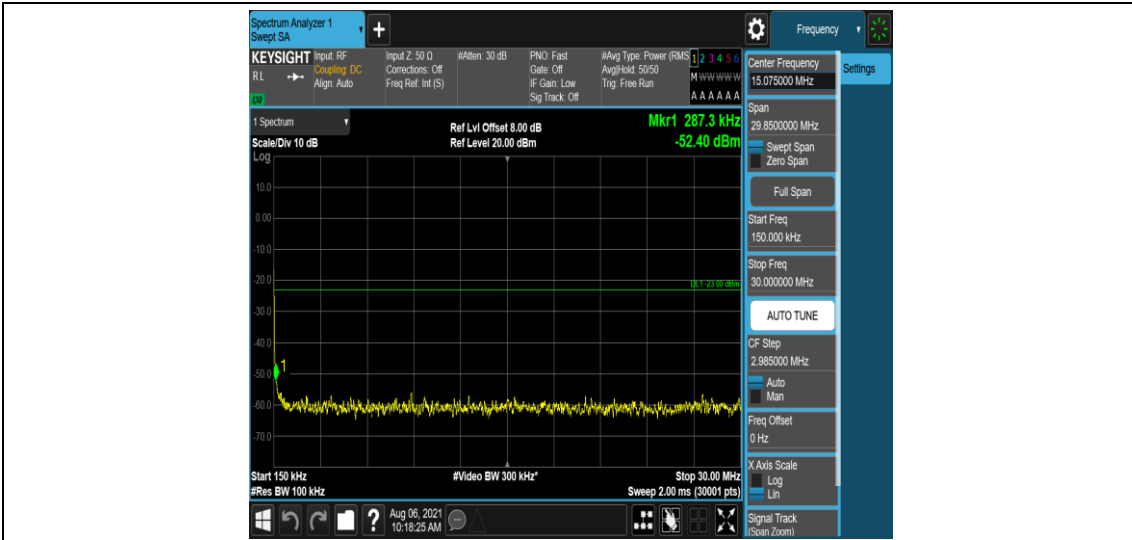 Spectrum Analyzer 1
Swept SA
+
Frequency
KEYSIGHT
RL
LXI
Input: RF
Coupling: DC
Align: Auto
Input Z: 50 Ω
Corrections: Off
Freq Ref: Int (S)
#Atten: 30 dB
PNO: Fast
Gate: Off
IF Gain: Low
Sig Track: Off
#Avg Type: Power (RMS
Avg|Hold: 50/50
Trig: Free Run
1 2 3 4 5 6
M W W W W W
A A A A A A
1 Spectrum
Scale/Div 10 dB
Log
Ref Lvl Offset 8.00 dB
Ref Level 20.00 dBm
Mkr1 287.3 kHz
-52.40 dBm
10.0
0.00
-10.0
-20.0
DL1 -23.00 dBm
-30.0
-40.0
1
-50.0
-60.0
-70.0
Start 150 kHz
#Res BW 100 kHz
#Video BW 300 kHz*
Stop 30.00 MHz
Sweep 2.00 ms (30001 pts)
?
Aug 06, 2021
10:18:25 AM
Center Frequency
15.075000 MHz
Span
29.8500000 MHz
Swept Span
Zero Span
Full Span
Start Freq
150.000 kHz
Stop Freq
30.000000 MHz
AUTO TUNE
CF Step
2.985000 MHz
Auto
Man
Freq Offset
0 Hz
X Axis Scale
Log
Lin
Signal Track
(Span Zoom)
Settings